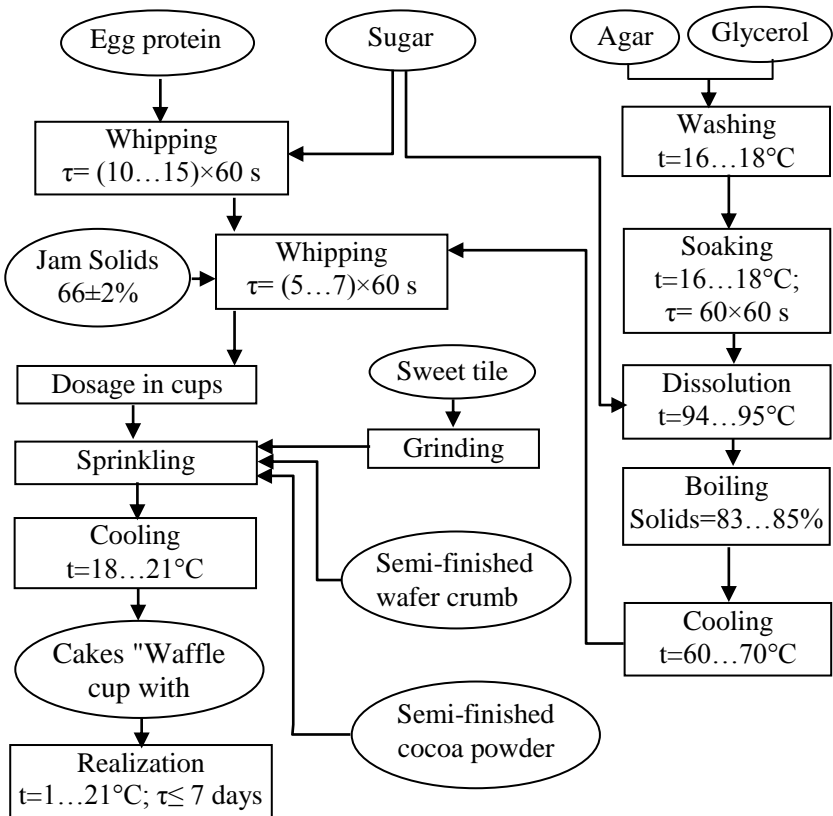 Egg protein
Sugar
Agar
Glycerol
Whipping
τ= (10…15)×60 s
Washing
t=16…18°C
Jam Solids
66±2%
Whipping
τ= (5…7)×60 s
Soaking
t=16…18°C;
τ= 60×60 s
Dosage in cups
Sweet tile
Dissolution
t=94…95°C
Sprinkling
Grinding
Boiling
Solids=83…85%
Cooling
t=18…21°C
Semi-finished
wafer crumb
Cooling
t=60…70°C
Cakes "Waffle
cup with
Semi-finished
cocoa powder
Realization
t=1…21°C; τ≤ 7 days